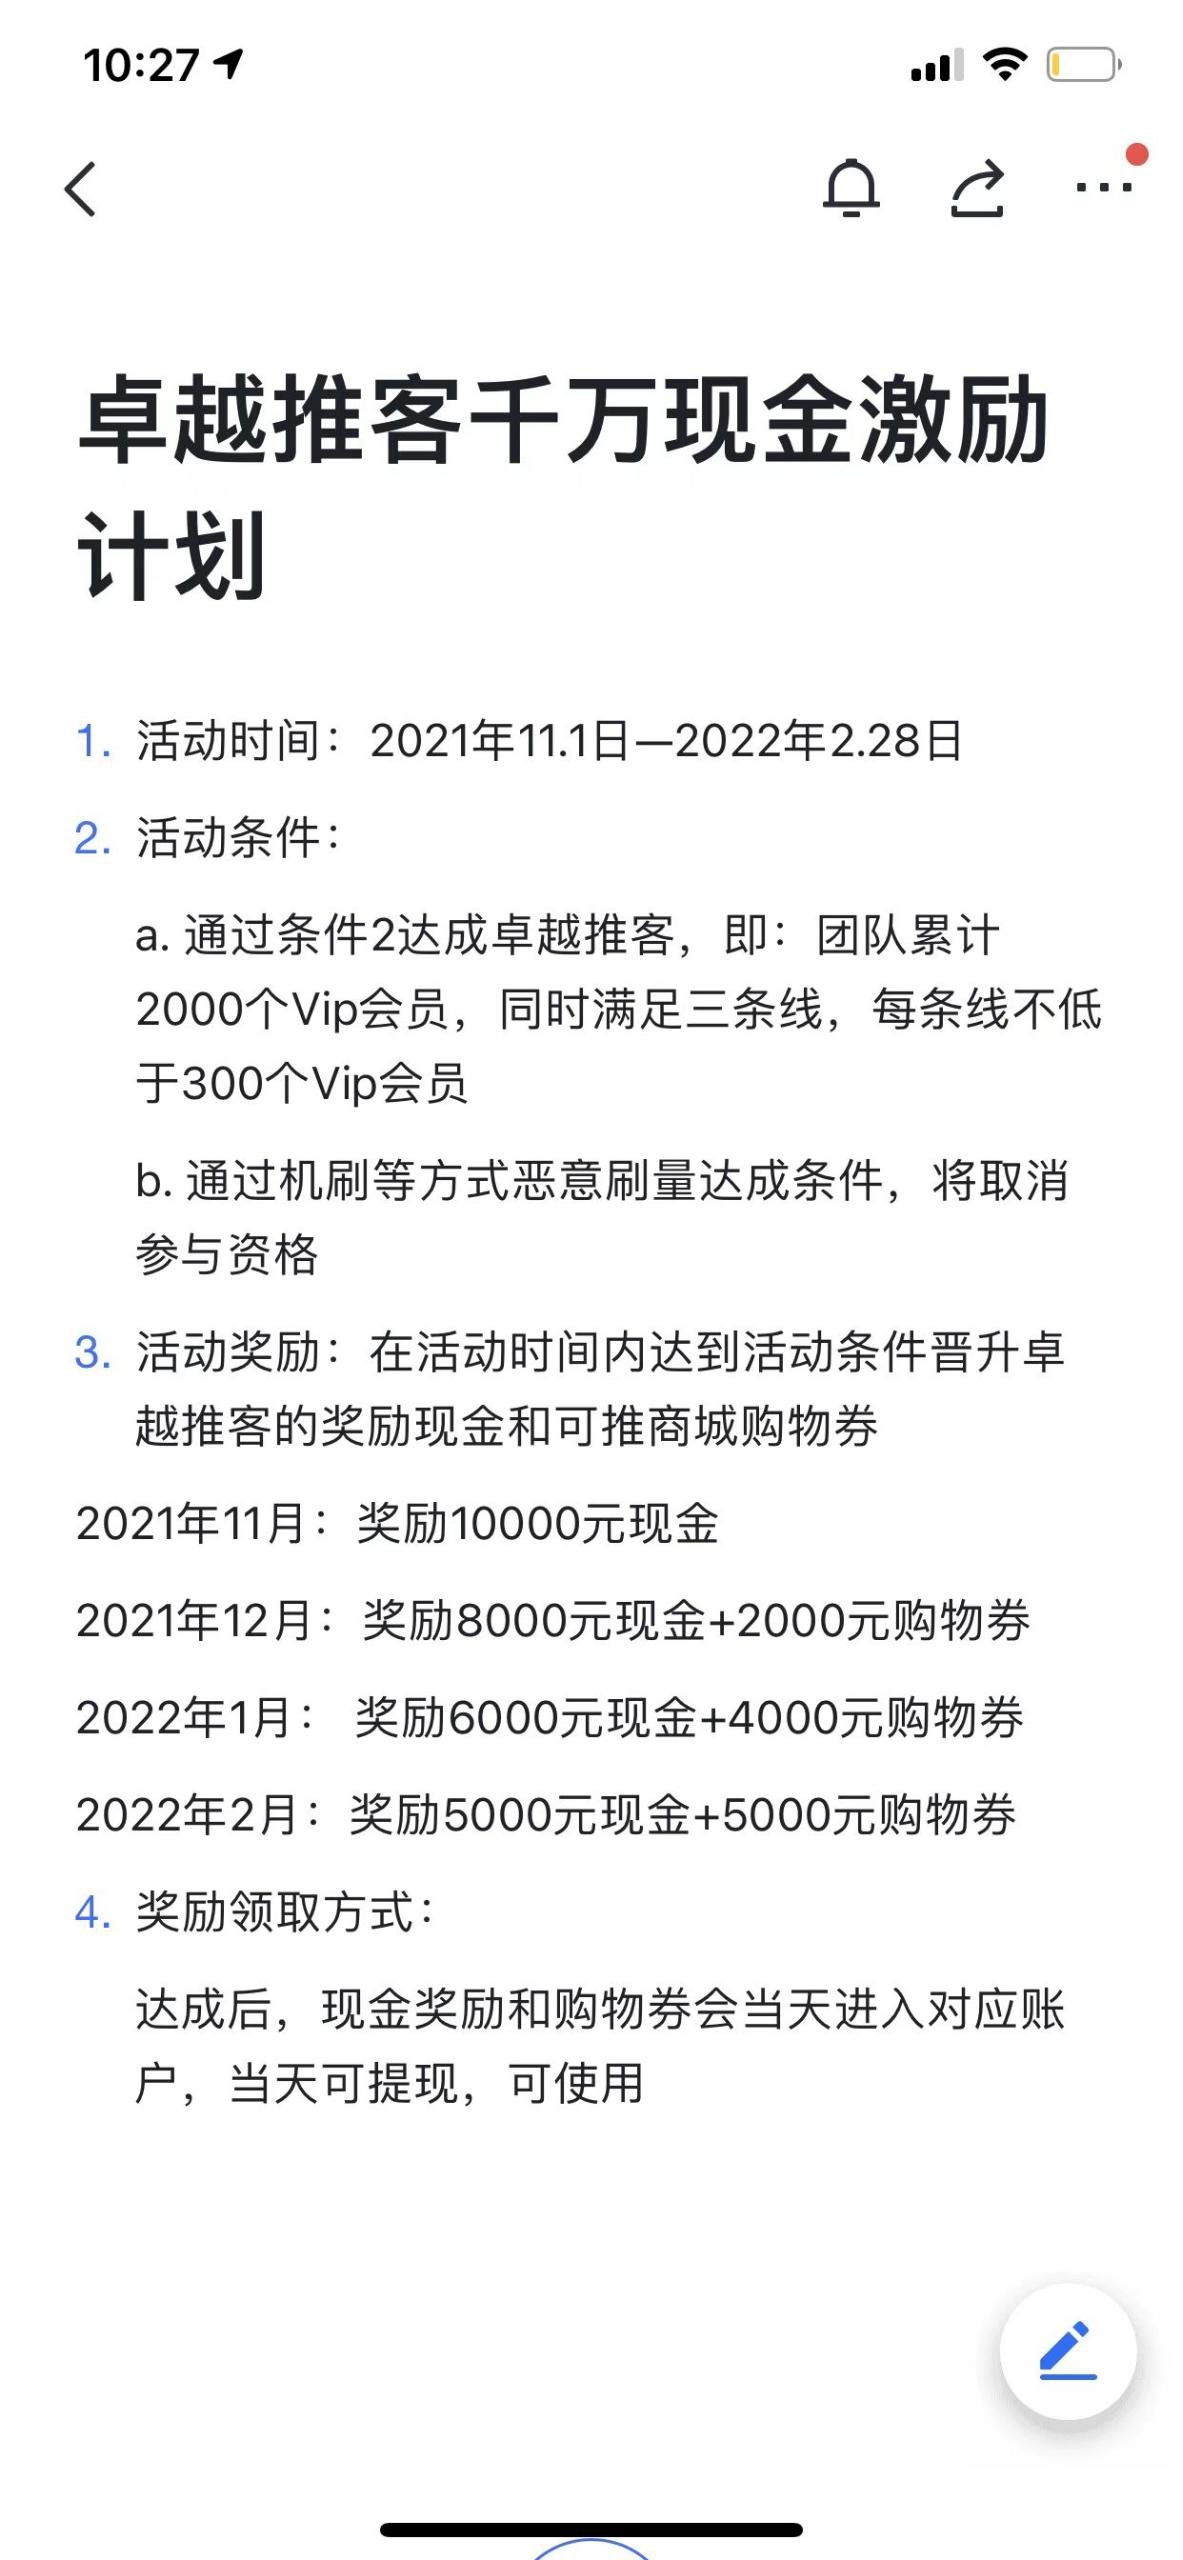 10:27
卓越推客千万现金激励
计划
1. 活动时间：2021年11.1日—2022年2.28日
2. 活动条件：
a. 通过条件2达成卓越推客，即：团队累计
2000个Vip会员，同时满足三条线，每条线不低
于300个Vip会员
b. 通过机刷等方式恶意刷量达成条件，将取消
参与资格
3. 活动奖励：在活动时间内达到活动条件晋升卓
越推客的奖励现金和可推商城购物券
2021年11月：奖励10000元现金
2021年12月：奖励8000元现金+2000元购物券
2022年1月： 奖励6000元现金+4000元购物券
2022年2月：奖励5000元现金+5000元购物券
4. 奖励领取方式：
达成后，现金奖励和购物券会当天进入对应账
户，当天可提现，可使用